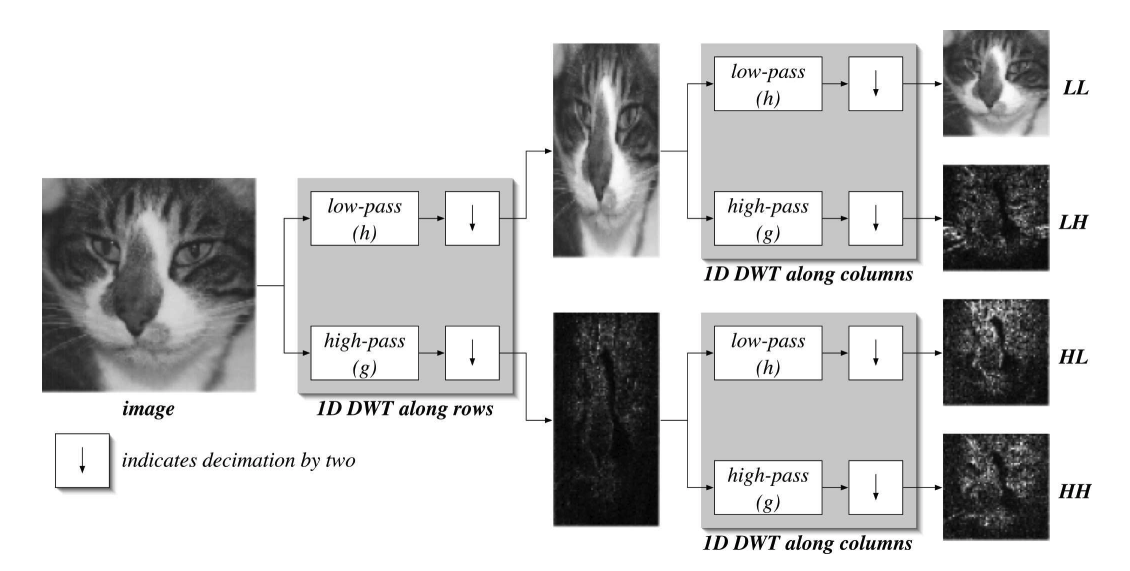 low-pass
(h)
LL
high-pass
(g)
LH
1D DWT along columns
low-pass
(h)
high-pass
(g)
image
1D DWT along rows
indicates decimation by two
low-pass
(h)
HL
high-pass
(g)
HH
1D DWT along columns